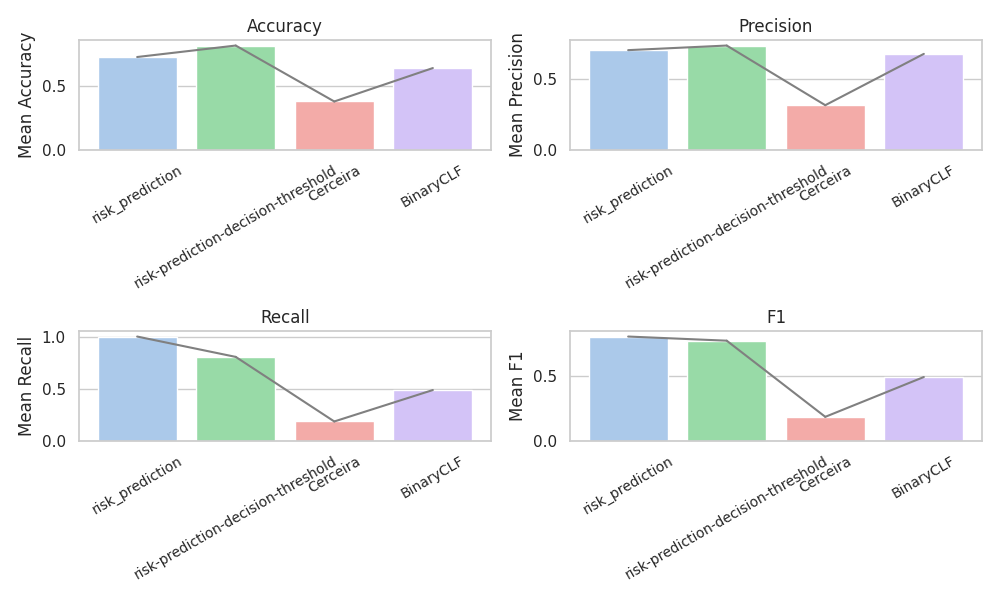 Accuracy
Mean Accuracy
0.5
0.0
risk_prediction
risk-prediction-decision-threshold
Cerceira
BinaryCLF
Precision
Mean Precision
0.5
0.0
risk_prediction
risk-prediction-decision-threshold
Cerceira
BinaryCLF
Recall
Mean Recall
1.0
0.5
0.0
risk_prediction
risk-prediction-decision-threshold
Cerceira
BinaryCLF
F1
Mean F1
0.5
0.0
risk_prediction
risk-prediction-decision-threshold
Cerceira
BinaryCLF